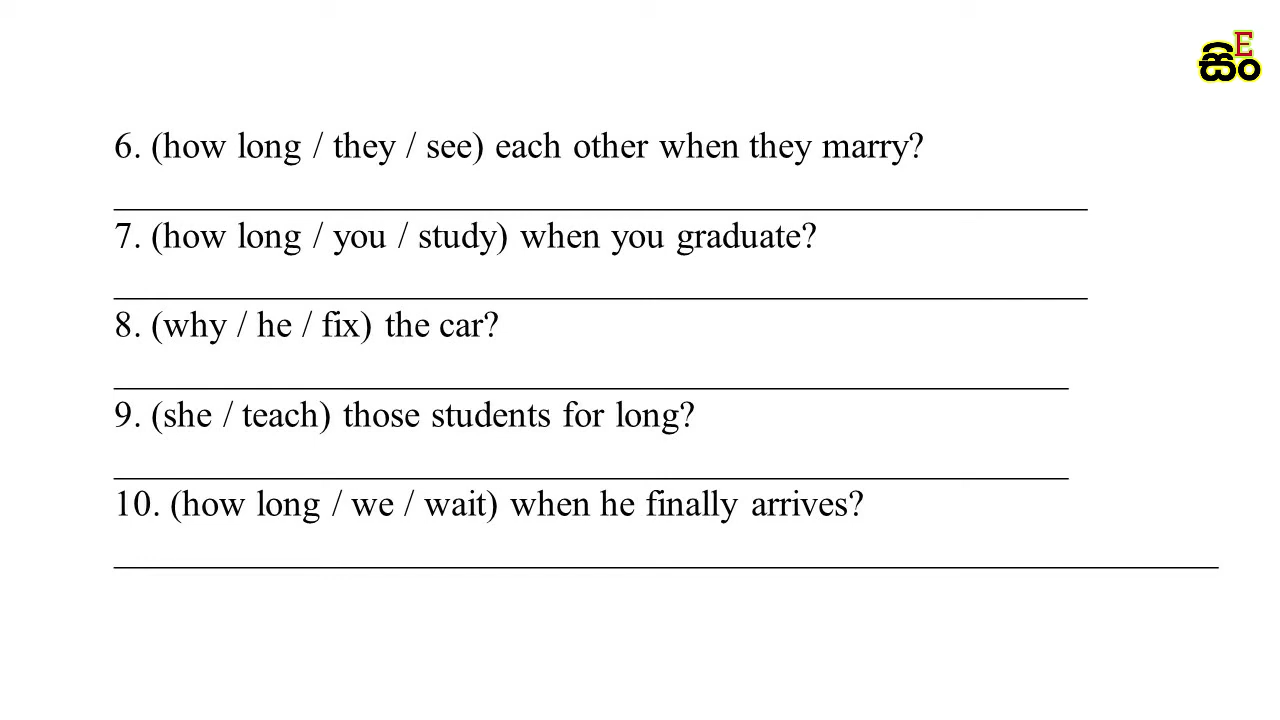 සිං
E
6. (how long / they / see) each other when they marry?
7. (how long / you / study) when you graduate?
8. (why / he / fix) the car?
9. (she / teach) those students for long?
10. (how long / we / wait) when he finally arrives?